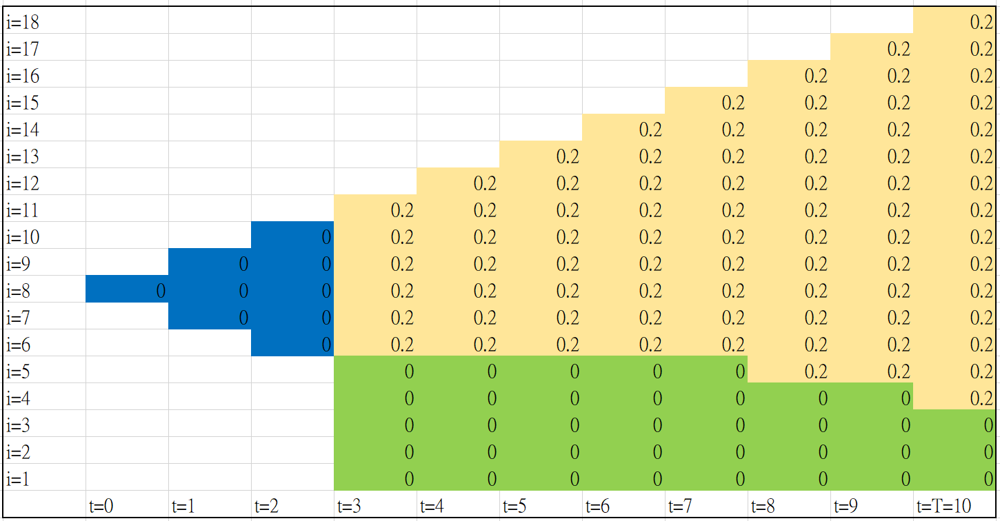 i=18 0.2
i=17 0.2 0.2
i=16 0.2 0.2 0.2
i=15 0.2 0.2 0.2 0.2
i=14 0.2 0.2 0.2 0.2 0.2
i=13 0.2 0.2 0.2 0.2 0.2 0.2
i=12 0.2 0.2 0.2 0.2 0.2 0.2 0.2
i=11 0.2 0.2 0.2 0.2 0.2 0.2 0.2 0.2
i=10 0 0.2 0.2 0.2 0.2 0.2 0.2 0.2 0.2
i=9 0 0 0.2 0.2 0.2 0.2 0.2 0.2 0.2 0.2
i=8 0 0 0 0.2 0.2 0.2 0.2 0.2 0.2 0.2 0.2
i=7 0 0 0.2 0.2 0.2 0.2 0.2 0.2 0.2 0.2
i=6 0 0.2 0.2 0.2 0.2 0.2 0.2 0.2 0.2
i=5 0 0 0 0 0 0.2 0.2 0.2
i=4 0 0 0 0 0 0 0 0.2
i=3 0 0 0 0 0 0 0 0
i=2 0 0 0 0 0 0 0 0
i=1 0 0 0 0 0 0 0 0
t=0 t=1 t=2 t=3 t=4 t=5 t=6 t=7 t=8 t=9 t=T=10